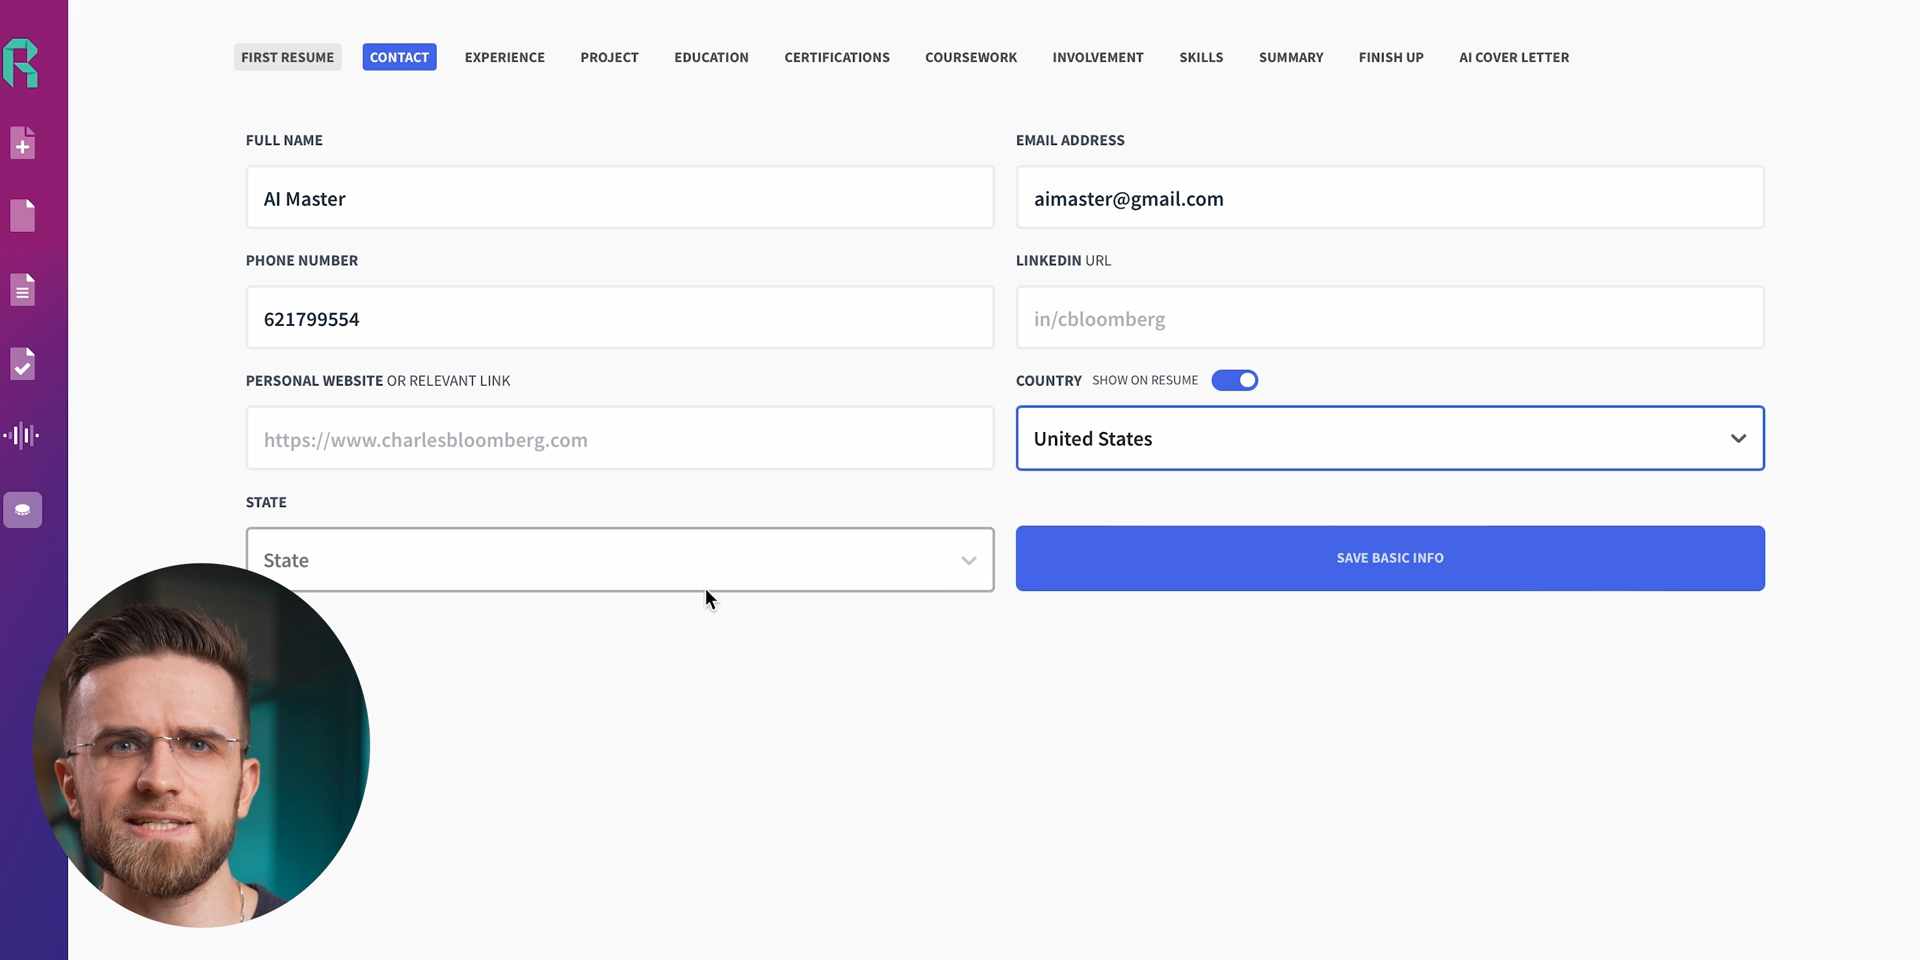 FIRST RESUME CONTACT EXPERIENCE PROJECT EDUCATION CERTIFICATIONS COURSEWORK INVOLVEMENT SKILLS SUMMARY FINISH UP AI COVER LETTER
FULL NAME
AI Master
EMAIL ADDRESS
aimaster@gmail.com
PHONE NUMBER
621799554
LINKEDIN URL
in/cbloomberg
PERSONAL WEBSITE OR RELEVANT LINK
https://www.charlesbloomberg.com
COUNTRY SHOW ON RESUME
United States
STATE
State
SAVE BASIC INFO